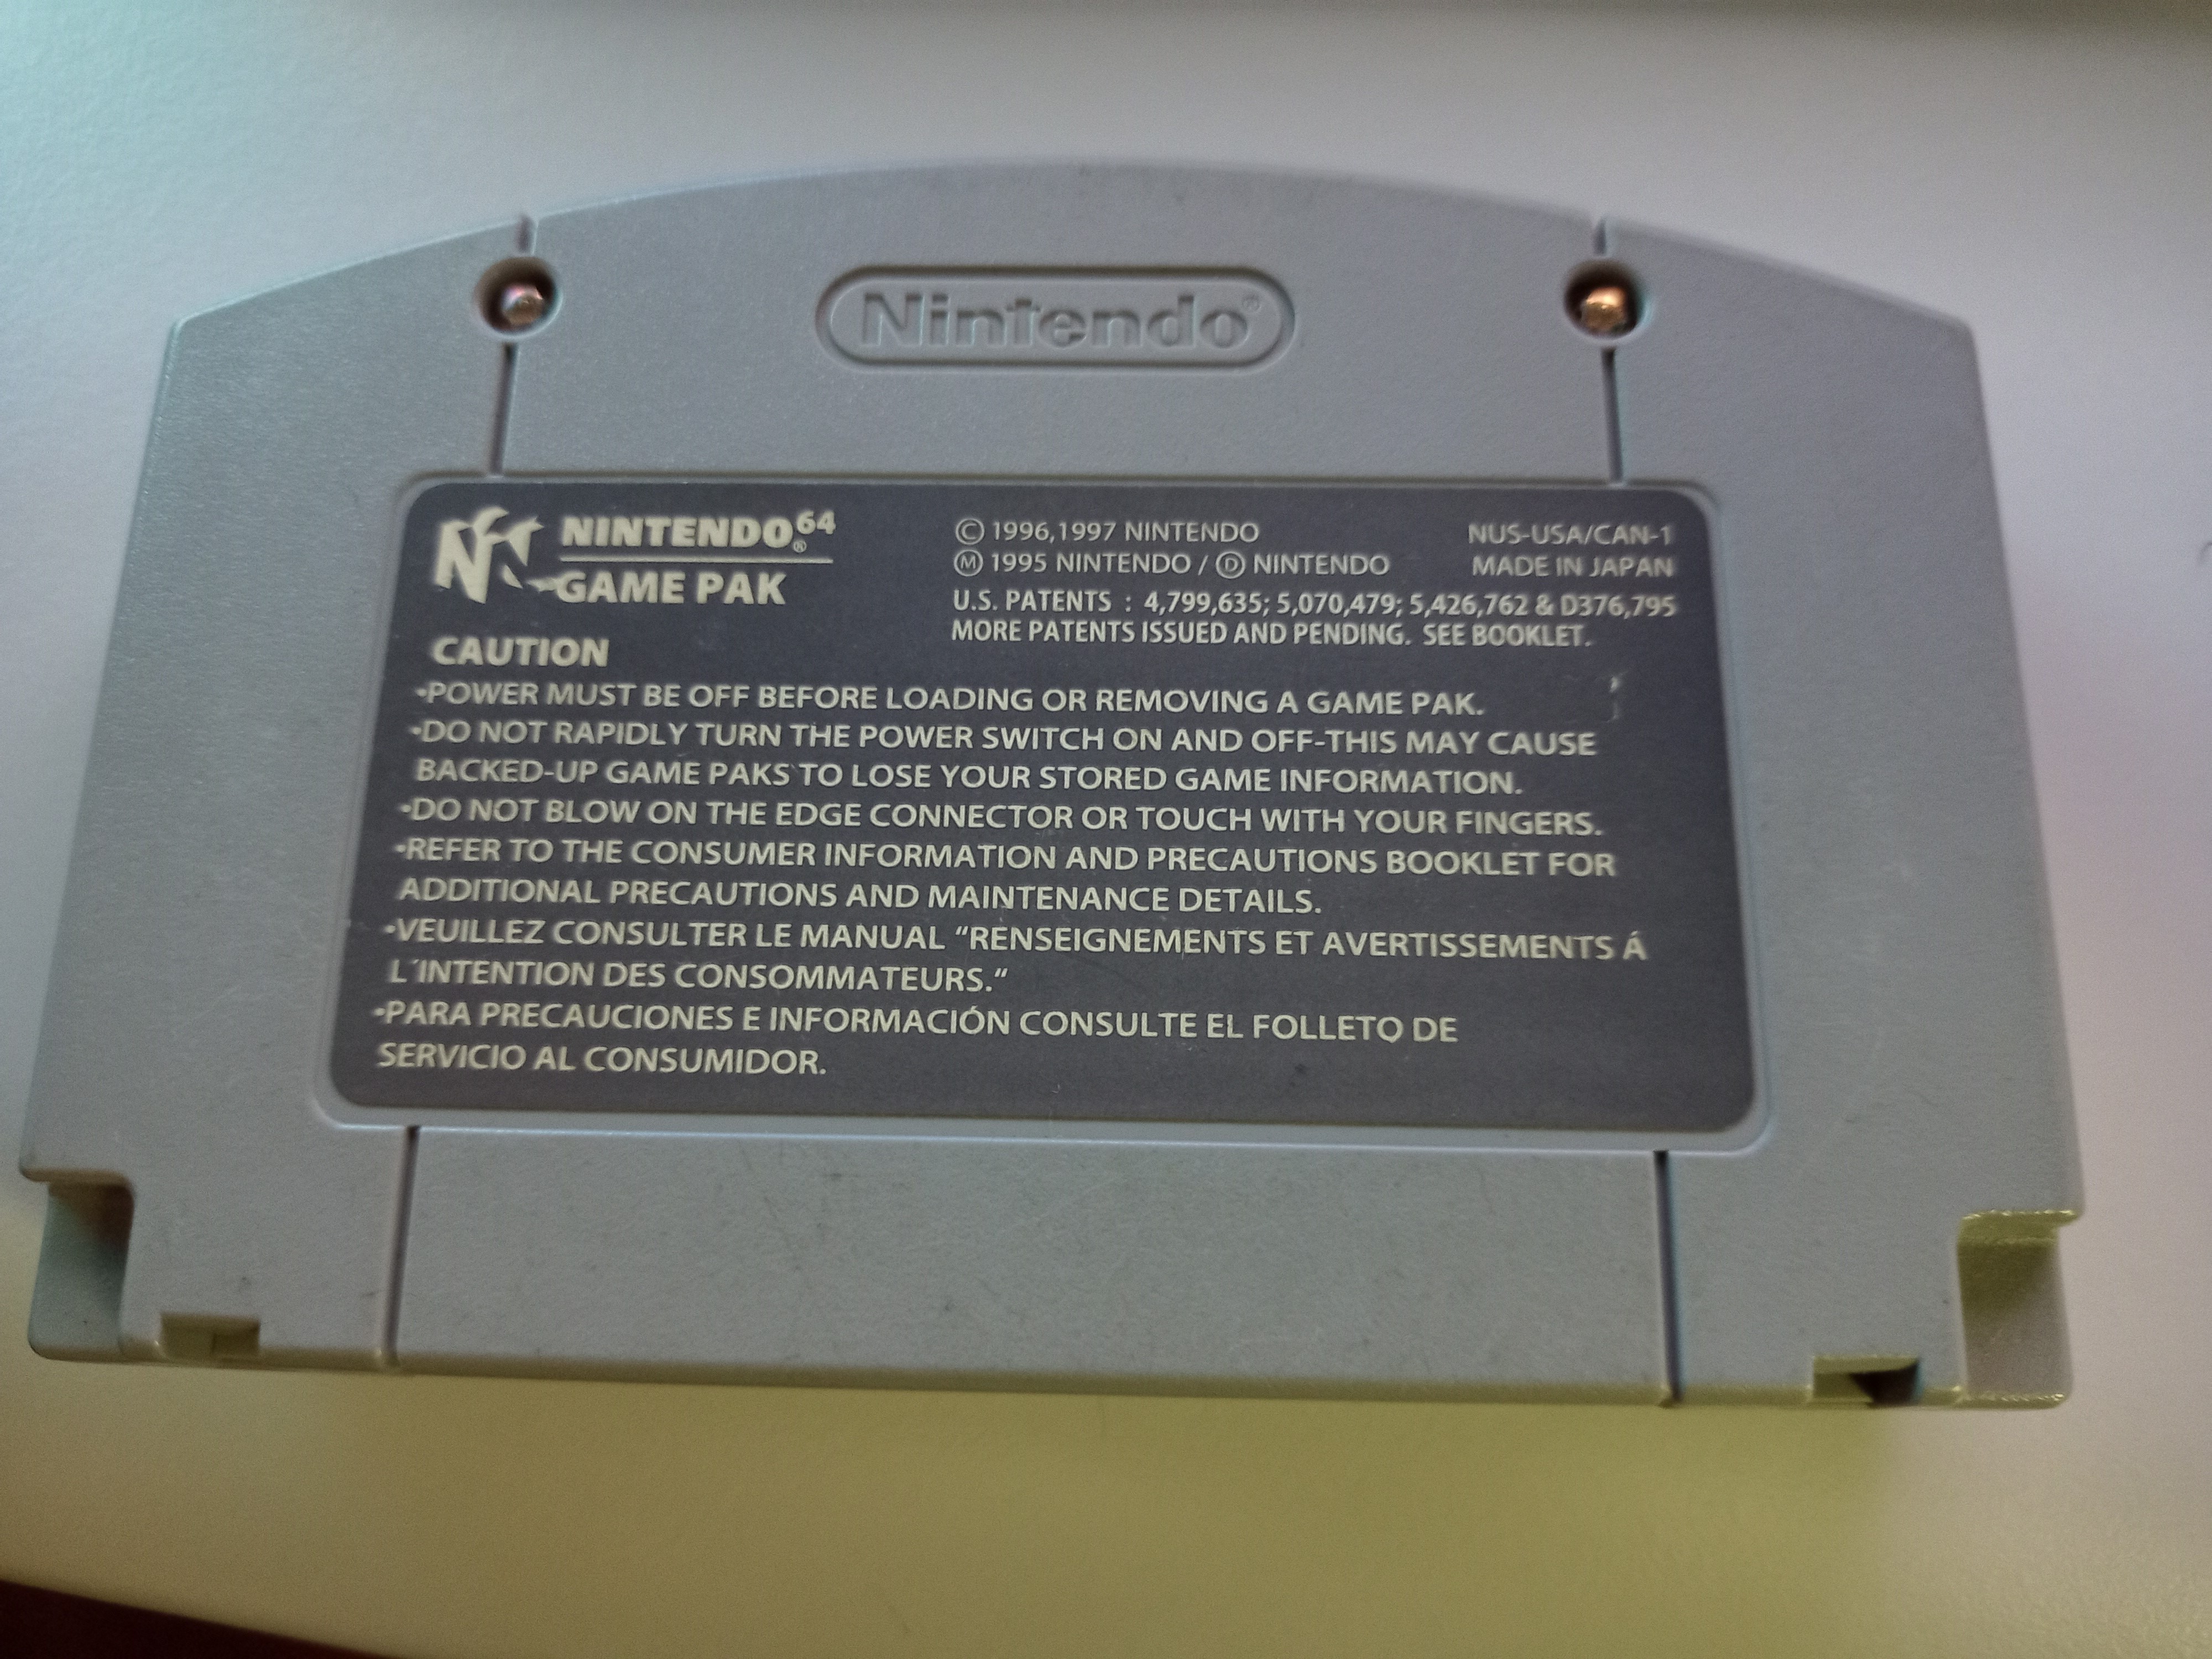 Nintendo®
NINTENDO®64
GAME PAK
© 1996,1997 NINTENDO
Ⓜ 1995 NINTENDO / Ⓓ NINTENDO
NUS-USA/CAN-1
MADE IN JAPAN
U.S. PATENTS : 4,799,635; 5,070,479; 5,426,762 & D376,795
MORE PATENTS ISSUED AND PENDING. SEE BOOKLET.
CAUTION
•POWER MUST BE OFF BEFORE LOADING OR REMOVING A GAME PAK.
•DO NOT RAPIDLY TURN THE POWER SWITCH ON AND OFF-THIS MAY CAUSE
BACKED-UP GAME PAKS TO LOSE YOUR STORED GAME INFORMATION.
•DO NOT BLOW ON THE EDGE CONNECTOR OR TOUCH WITH YOUR FINGERS.
•REFER TO THE CONSUMER INFORMATION AND PRECAUTIONS BOOKLET FOR
ADDITIONAL PRECAUTIONS AND MAINTENANCE DETAILS.
•VEUILLEZ CONSULTER LE MANUAL “RENSEIGNEMENTS ET AVERTISSEMENTS Á
L´INTENTION DES CONSOMMATEURS.“
•PARA PRECAUCIONES E INFORMACIÓN CONSULTE EL FOLLETO DE
SERVICIO AL CONSUMIDOR.